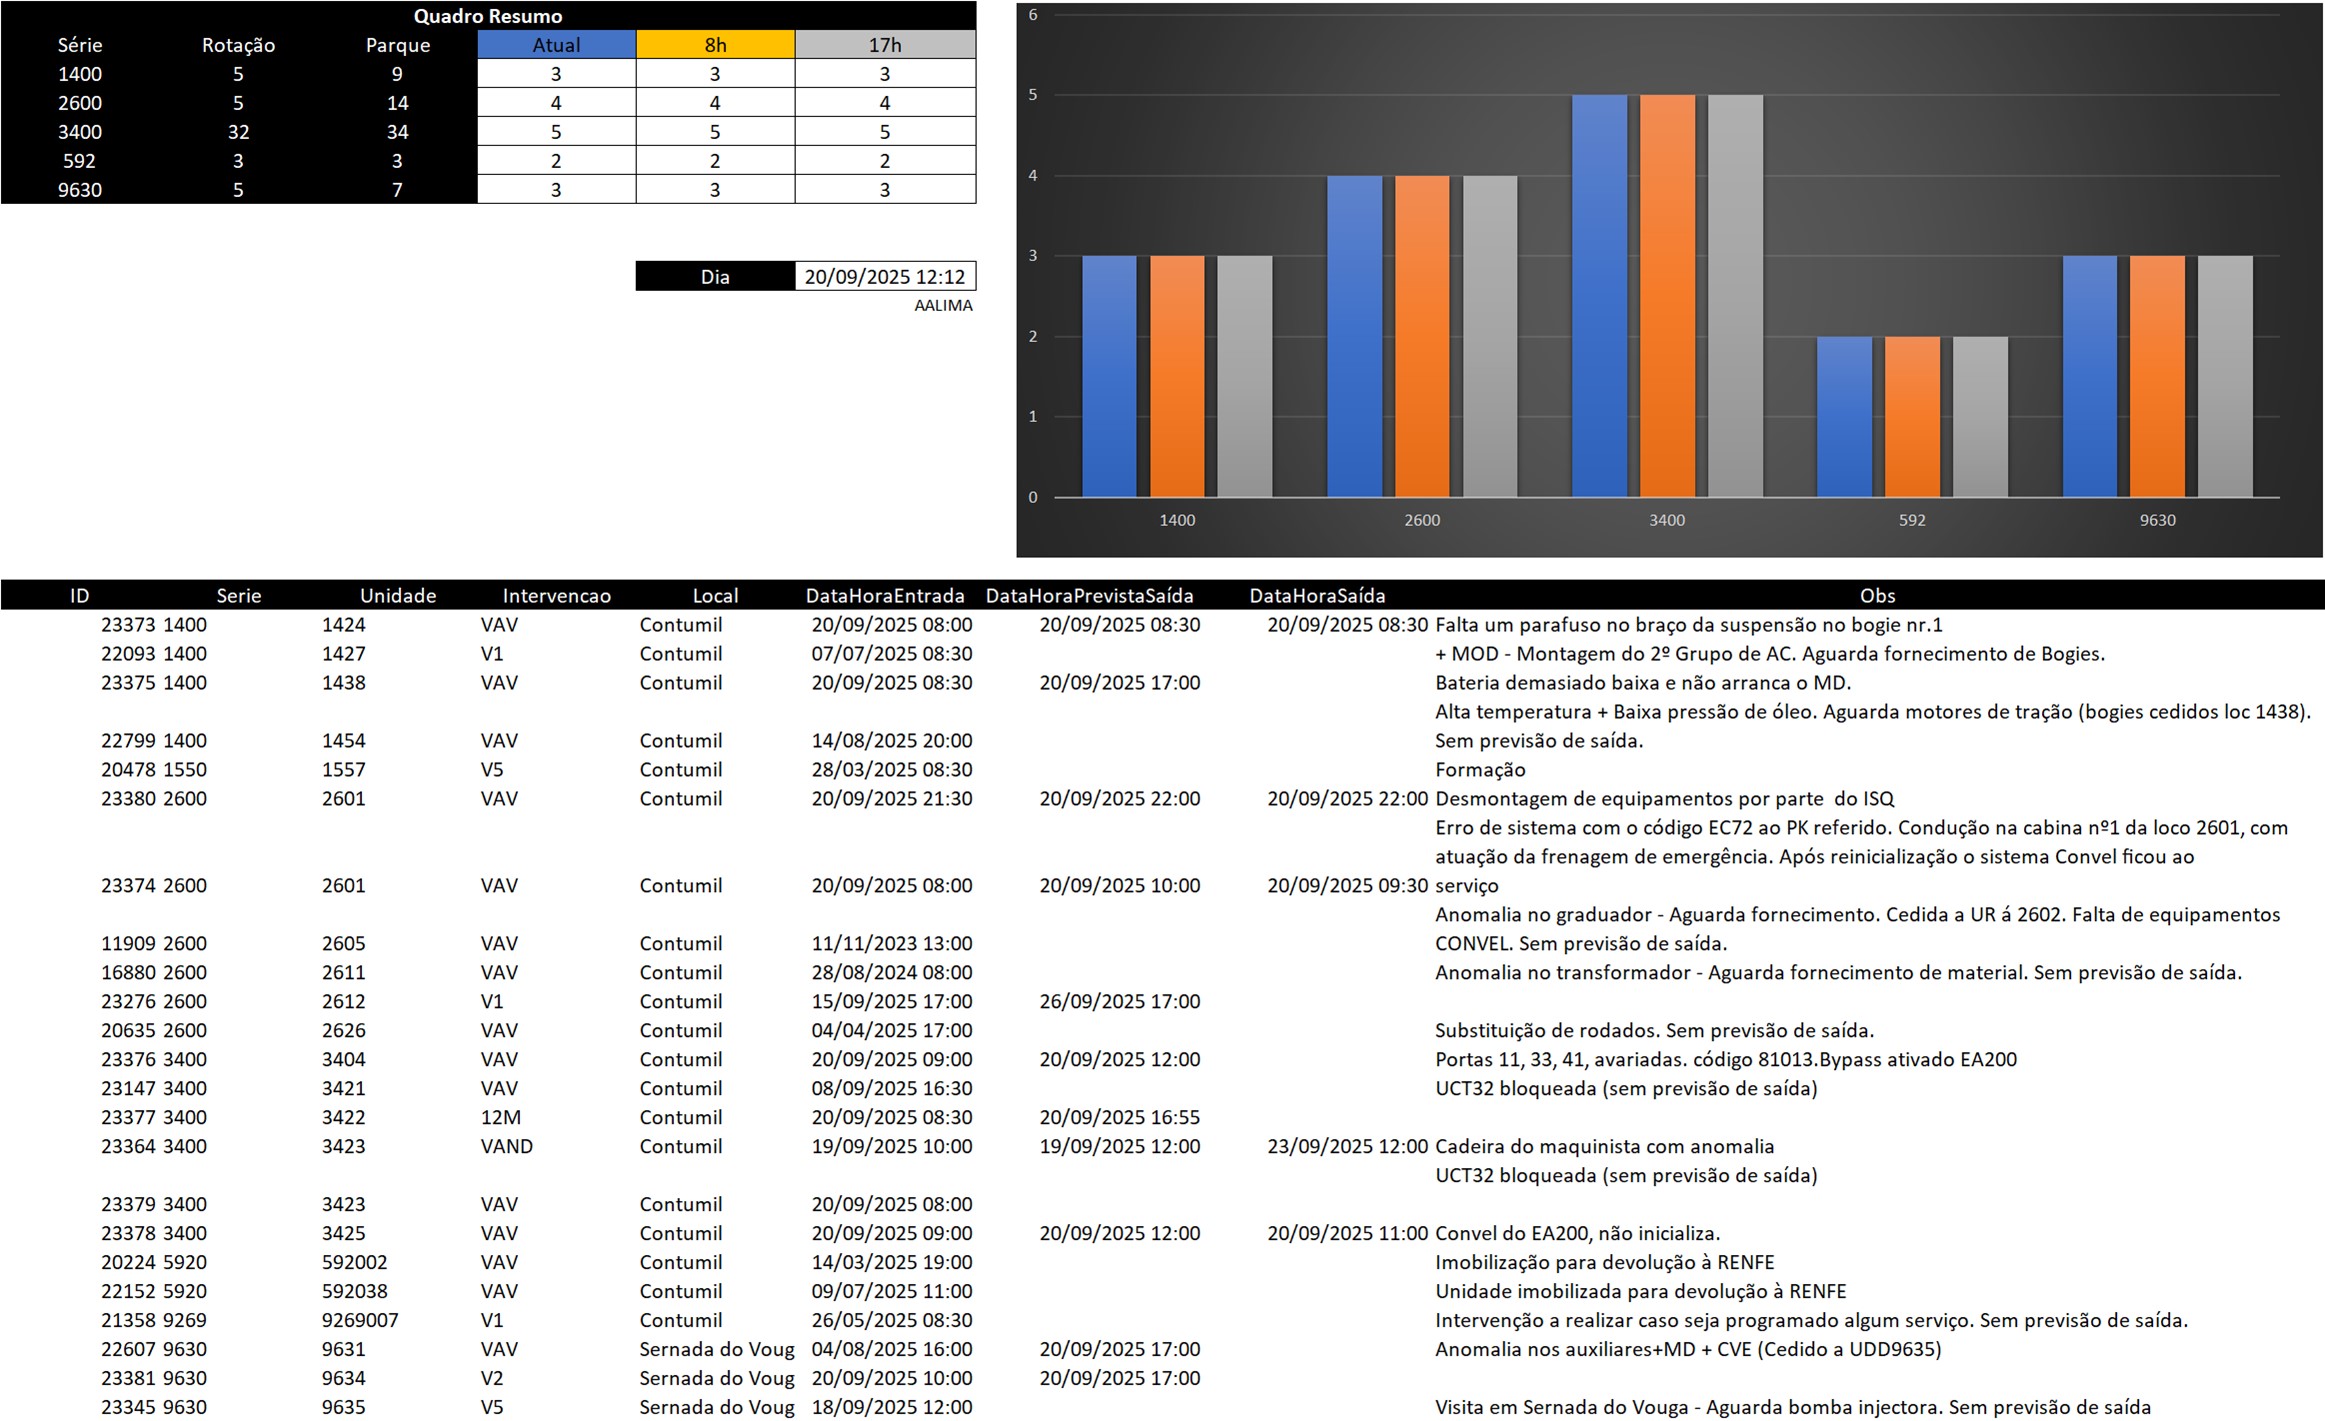 Quadro Resumo
Série Rotação Parque Atual 8h 17h
1400 5 9 3 3 3
2600 5 14 4 4 4
3400 32 34 5 5 5
592 3 3 2 2 2
9630 5 7 3 3 3
Dia 20/09/2025 12:12
AALIMA
6
5
4
3
2
1
0
1400 2600 3400 592 9630
ID Serie Unidade Intervencao Local DataHoraEntrada DataHoraPrevistaSaída DataHoraSaída Obs
23373 1400 1424 VAV Contumil 20/09/2025 08:00 20/09/2025 08:30 20/09/2025 08:30 Falta um parafuso no braço da suspensão no bogie nr.1
22093 1400 1427 V1 Contumil 07/07/2025 08:30 + MOD - Montagem do 2º Grupo de AC. Aguarda fornecimento de Bogies.
23375 1400 1438 VAV Contumil 20/09/2025 08:30 20/09/2025 17:00 Bateria demasiado baixa e não arranca o MD.
Alta temperatura + Baixa pressão de óleo. Aguarda motores de tração (bogies cedidos loc 1438).
22799 1400 1454 VAV Contumil 14/08/2025 20:00 Sem previsão de saída.
20478 1550 1557 V5 Contumil 28/03/2025 08:30 Formação
23380 2600 2601 VAV Contumil 20/09/2025 21:30 20/09/2025 22:00 20/09/2025 22:00 Desmontagem de equipamentos por parte  do ISQ
Erro de sistema com o código EC72 ao PK referido. Condução na cabina nº1 da loco 2601, com
atuação da frenagem de emergência. Após reinicialização o sistema Convel ficou ao
23374 2600 2601 VAV Contumil 20/09/2025 08:00 20/09/2025 10:00 20/09/2025 09:30 serviço
Anomalia no graduador - Aguarda fornecimento. Cedida a UR á 2602. Falta de equipamentos
11909 2600 2605 VAV Contumil 11/11/2023 13:00 CONVEL. Sem previsão de saída.
16880 2600 2611 VAV Contumil 28/08/2024 08:00 Anomalia no transformador - Aguarda fornecimento de material. Sem previsão de saída.
23276 2600 2612 V1 Contumil 15/09/2025 17:00 26/09/2025 17:00
20635 2600 2626 VAV Contumil 04/04/2025 17:00 Substituição de rodados. Sem previsão de saída.
23376 3400 3404 VAV Contumil 20/09/2025 09:00 20/09/2025 12:00 Portas 11, 33, 41, avariadas. código 81013.Bypass ativado EA200
23147 3400 3421 VAV Contumil 08/09/2025 16:30 UCT32 bloqueada (sem previsão de saída)
23377 3400 3422 12M Contumil 20/09/2025 08:30 20/09/2025 16:55
23364 3400 3423 VAND Contumil 19/09/2025 10:00 19/09/2025 12:00 23/09/2025 12:00 Cadeira do maquinista com anomalia
UCT32 bloqueada (sem previsão de saída)
23379 3400 3423 VAV Contumil 20/09/2025 08:00
23378 3400 3425 VAV Contumil 20/09/2025 09:00 20/09/2025 12:00 20/09/2025 11:00 Convel do EA200, não inicializa.
20224 5920 592002 VAV Contumil 14/03/2025 19:00 Imobilização para devolução à RENFE
22152 5920 592038 VAV Contumil 09/07/2025 11:00 Unidade imobilizada para devolução à RENFE
21358 9269 9269007 V1 Contumil 26/05/2025 08:30 Intervenção a realizar caso seja programado algum serviço. Sem previsão de saída.
22607 9630 9631 VAV Sernada do Voug 04/08/2025 16:00 20/09/2025 17:00 Anomalia nos auxiliares+MD + CVE (Cedido a UDD9635)
23381 9630 9634 V2 Sernada do Voug 20/09/2025 10:00 20/09/2025 17:00
23345 9630 9635 V5 Sernada do Voug 18/09/2025 12:00 Visita em Sernada do Vouga - Aguarda bomba injectora. Sem previsão de saída